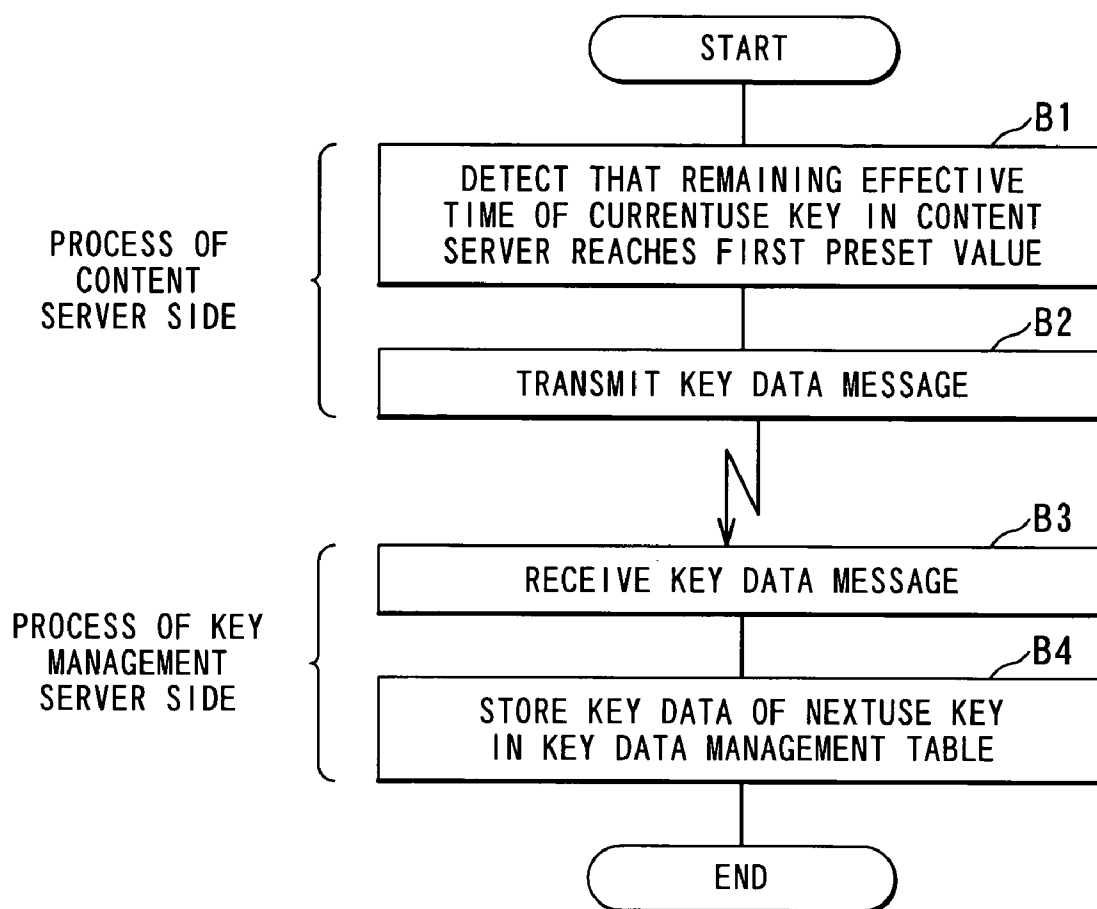 START
B1
DETECT THAT REMAINING EFFECTIVE
TIME OF CURRENTUSE KEY IN CONTENT
SERVER REACHES FIRST PRESET VALUE
PROCESS OF
CONTENT
SERVER SIDE
B2
TRANSMIT KEY DATA MESSAGE
B3
RECEIVE KEY DATA MESSAGE
PROCESS OF KEY
MANAGEMENT
SERVER SIDE
B4
STORE KEY DATA OF NEXTUSE KEY
IN KEY DATA MANAGEMENT TABLE
END